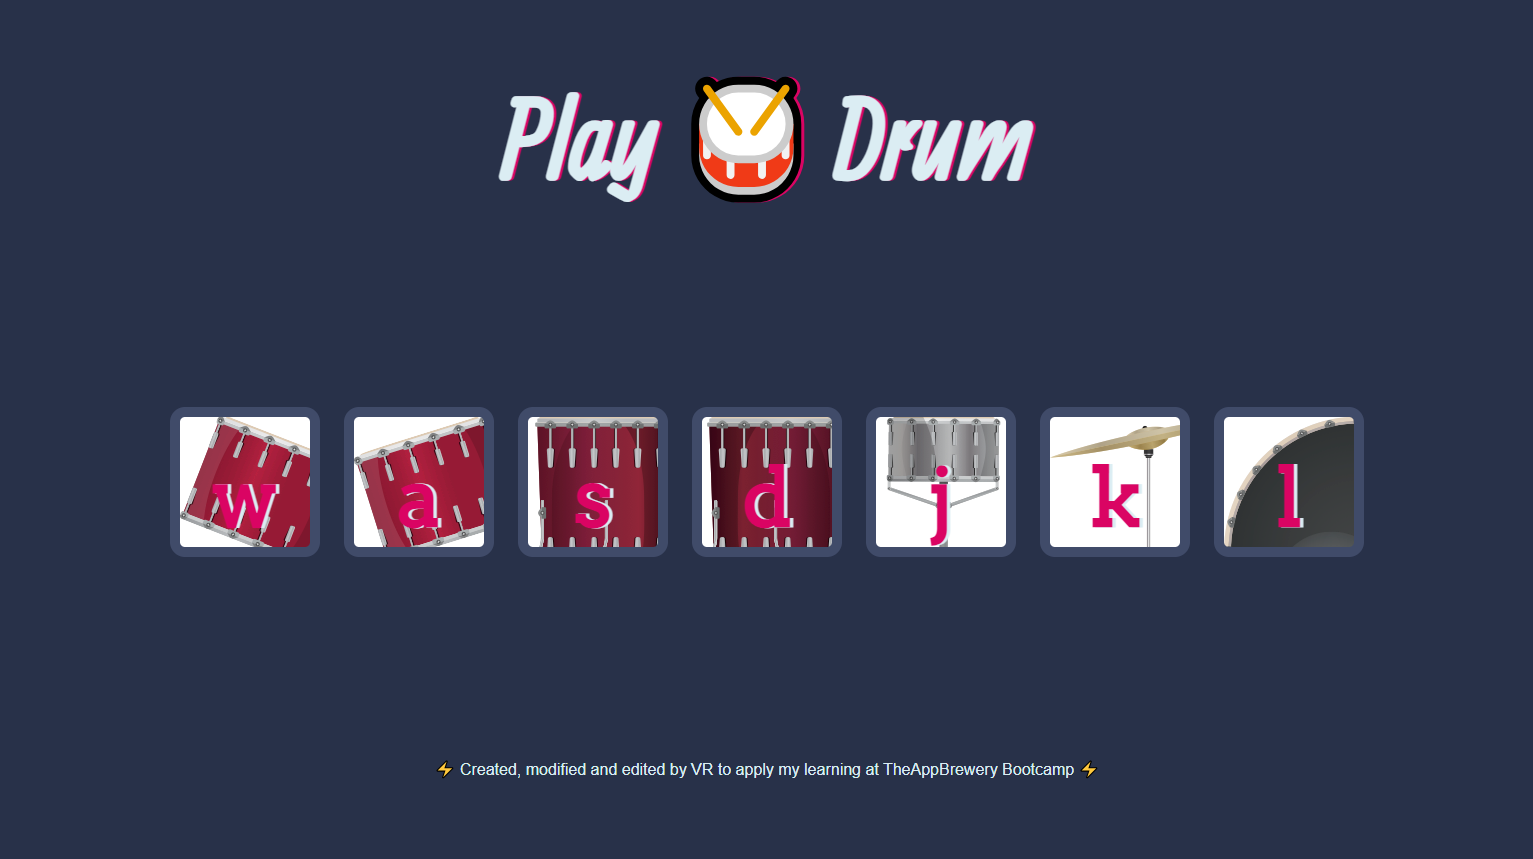 Play 🥁 Drum
w a s d j k l
⚡ Created, modified and edited by VR to apply my learning at TheAppBrewery Bootcamp ⚡